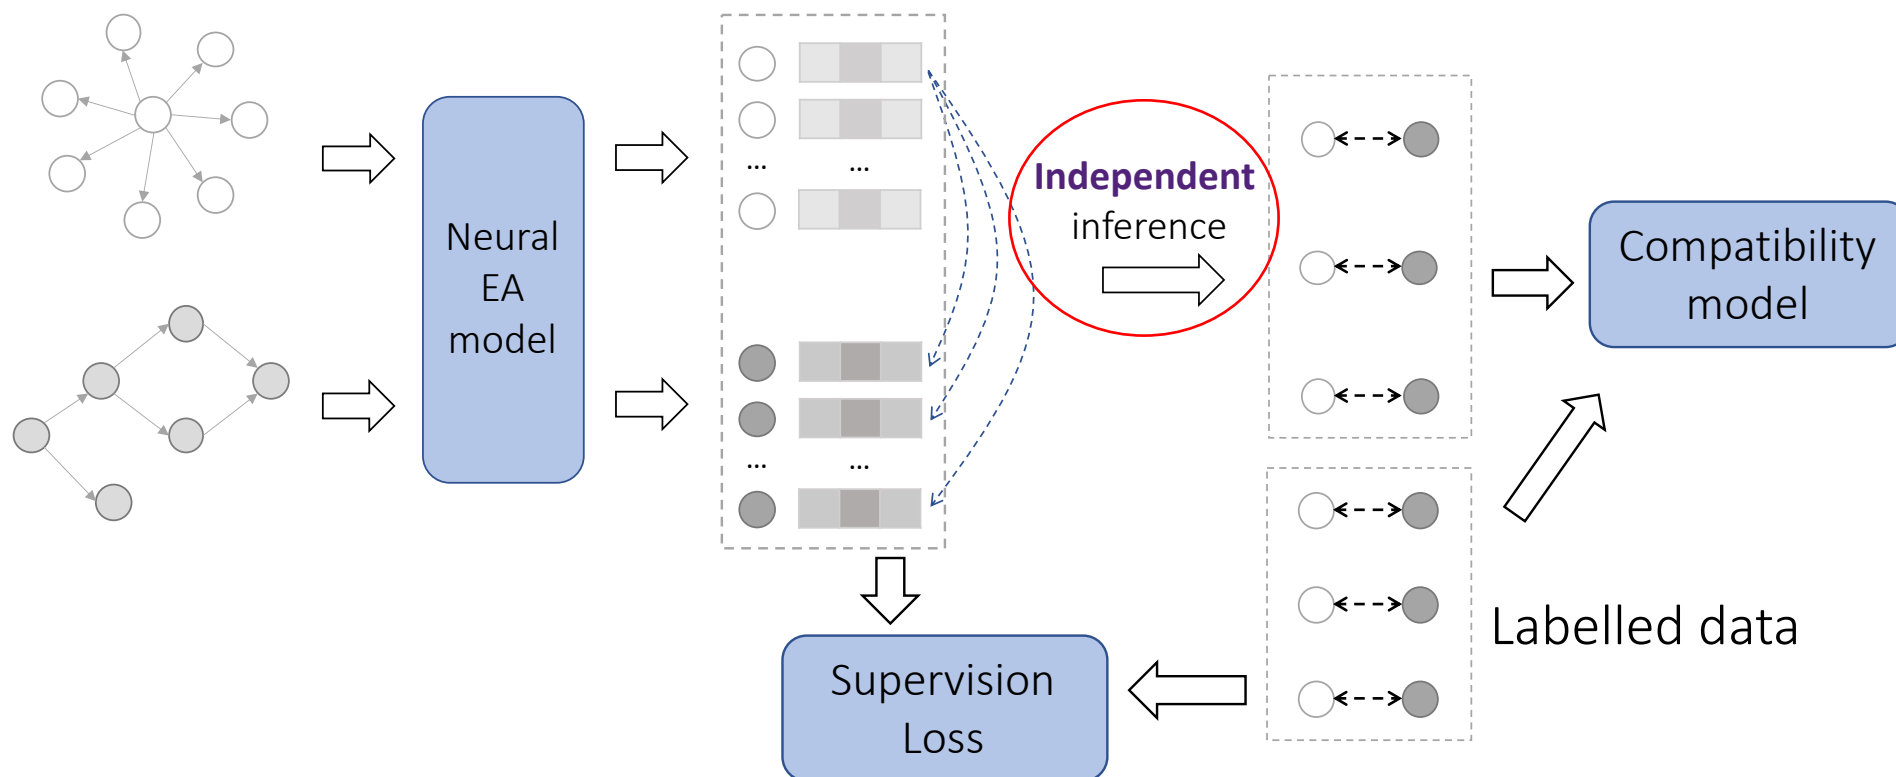 Neural
EA
model
...
...
...
...
Independent
inference
Compatibility
model
Labelled data
Supervision
Loss